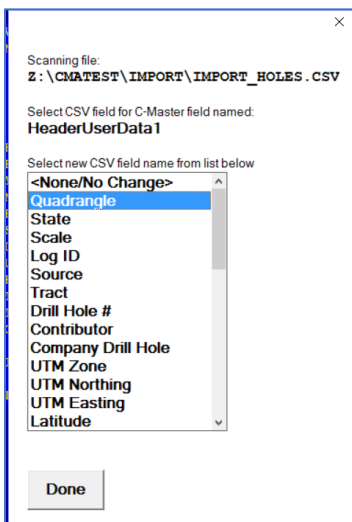 Scanning file:
Z:\CMATEST\IMPORT\IMPORT_HOLES.CSV
Select CSV field for C-Master field named:
HeaderUserData1
Select new CSV field name from list below
<None/No Change>
Quadrangle
State
Scale
Log ID
Source
Tract
Drill Hole #
Contributor
Company Drill Hole
UTM Zone
UTM Northing
UTM Easting
Latitude
Done